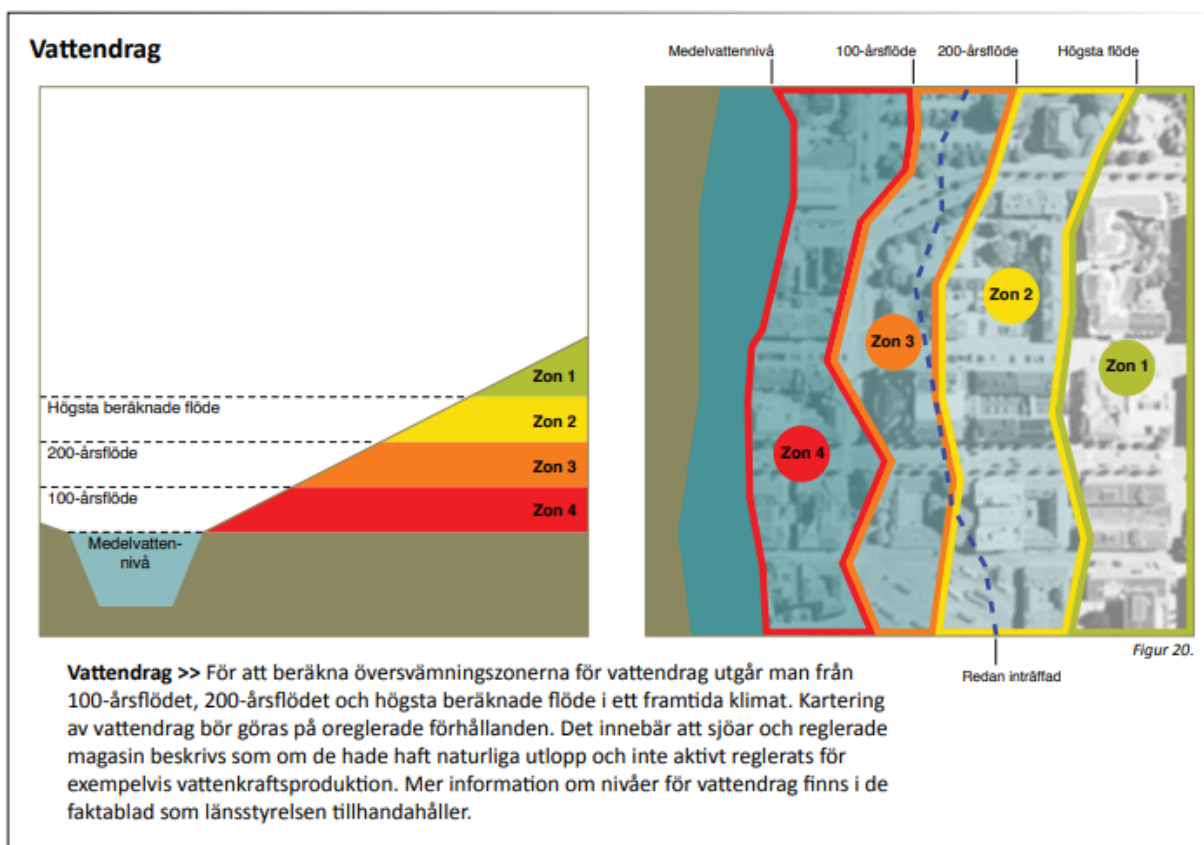 Vattendrag
Högsta beräknade flöde
200-årsflöde
100-årsflöde
Medelvatten-
nivå
Zon 1
Zon 2
Zon 3
Zon 4
Medelvattennivå
100-årsflöde
200-årsflöde
Högsta flöde
Zon 2
Zon 3
Zon 1
Zon 4
Redan inträffad
Figur 20.
Vattendrag >> För att beräkna översvämningszonerna för vattendrag utgår man från
100-årsflödet, 200-årsflödet och högsta beräknade flöde i ett framtida klimat. Kartering
av vattendrag bör göras på oreglerade förhållanden. Det innebär att sjöar och reglerade
magasin beskrivs som om de hade haft naturliga utlopp och inte aktivt reglerats för
exempelvis vattenkraftsproduktion. Mer information om nivåer för vattendrag finns i de
faktablad som länsstyrelsen tillhandahåller.